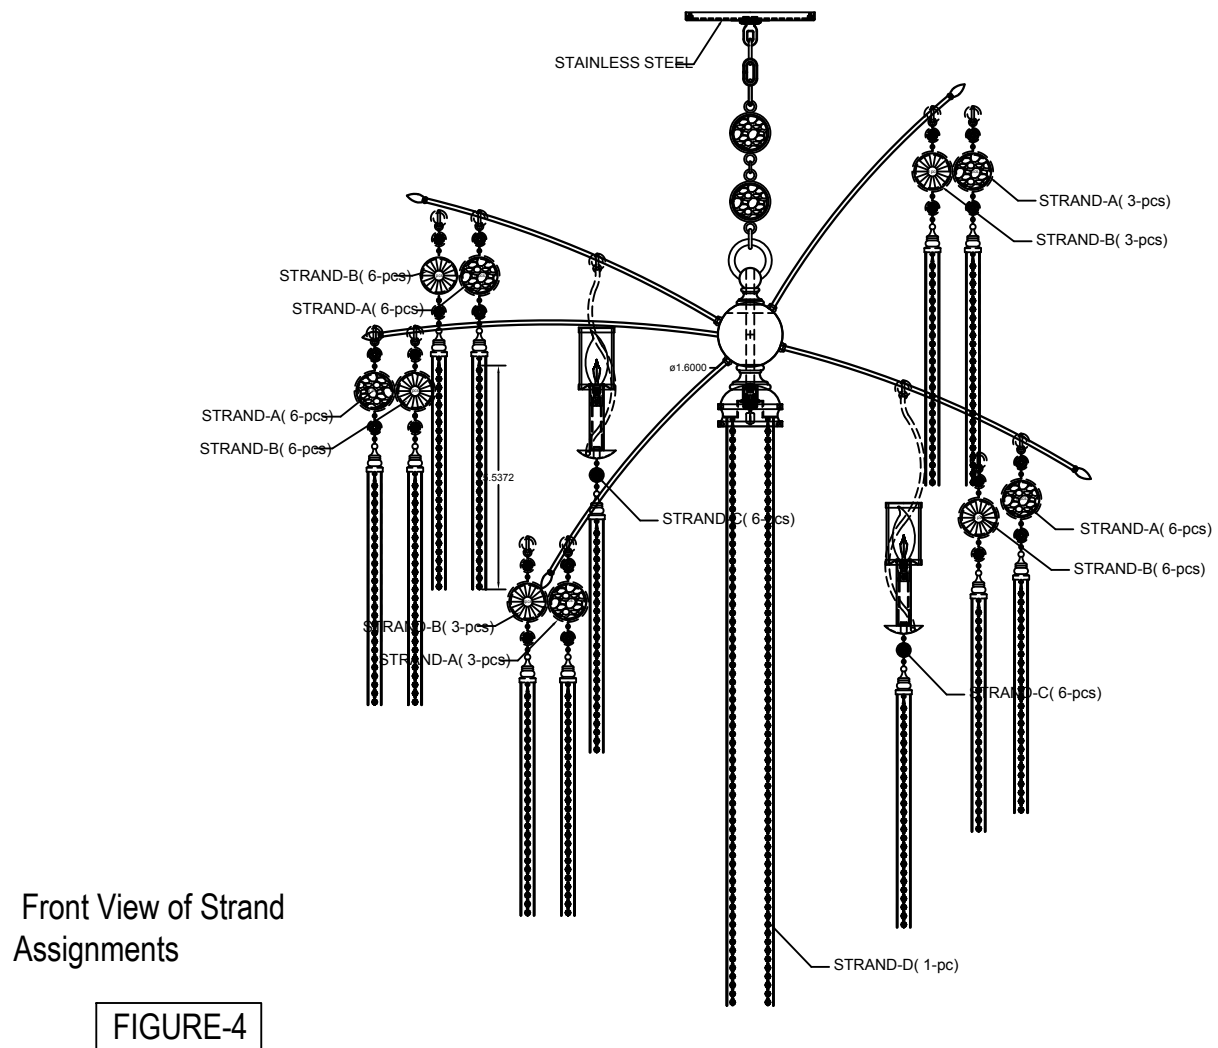 STAINLESS STEEL
STRAND-A( 3-pcs)
STRAND-B( 3-pcs)
STRAND-B( 6-pcs)
STRAND-A( 6-pcs)
ø1.6000
STRAND-A( 6-pcs)
STRAND-B( 6-pcs)
.5372
STRAND-C( 6-pcs)
STRAND-A( 6-pcs)
STRAND-B( 6-pcs)
STRAND-B( 3-pcs)
STRAND-A( 3-pcs)
STRAND-C( 6-pcs)
Front View of Strand
Assignments
STRAND-D( 1-pc)
FIGURE-4